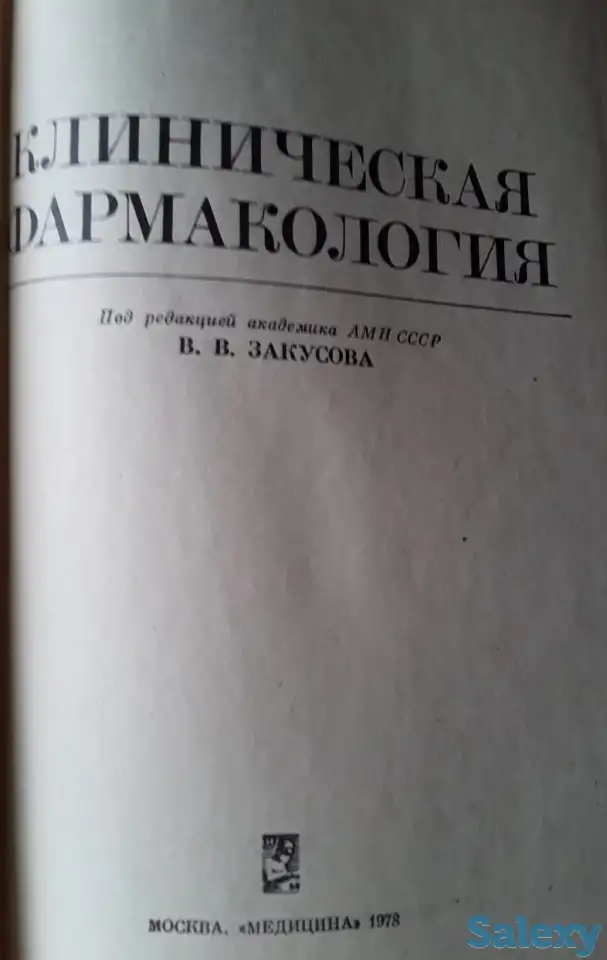 КЛИНИЧЕСКАЯ
ФАРМАКОЛОГИЯ
Под редакцией академика АМН СССР
В. В. ЗАКУСОВА
МОСКВА. «МЕДИЦИНА» 1978
Salexy